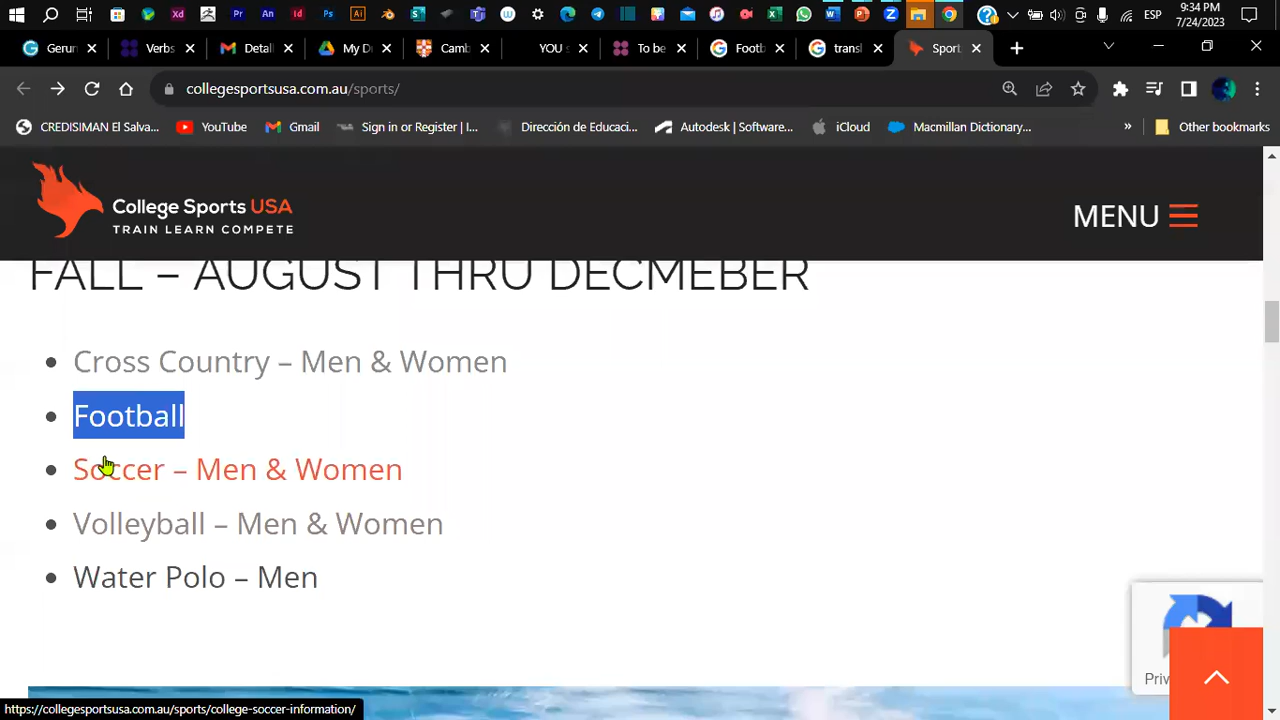 9:34 PM
ESP
7/24/2023
Gerun
Verbs
Detail
My D
Camb
YOU s
To be
Footb
transl
Sport
collegesportsusa.com.au/sports/
CREDISIMAN El Salva...
YouTube
Gmail
Sign in or Register | I...
Dirección de Educaci...
Autodesk | Software...
iCloud
Macmillan Dictionary...
»
Other bookmarks
College Sports USA
TRAIN LEARN COMPETE
MENU
FALL – AUGUST THRU DECMEBER
Cross Country – Men & Women
Football
Soccer – Men & Women
Volleyball – Men & Women
Water Polo – Men
Priv
https://collegesportsusa.com.au/sports/college-soccer-information/